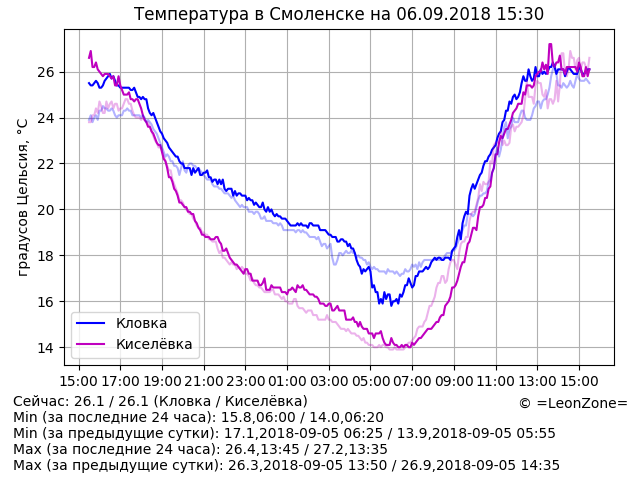 Температура в Смоленске на 06.09.2018 15:30
градусов Цельсия, °C
26
24
22
20
18
16
14
Кловка
Киселёвка
15:00 17:00 19:00 21:00 23:00 01:00 03:00 05:00 07:00 09:00 11:00 13:00 15:00
Сейчас: 26.1 / 26.1 (Кловка / Киселёвка)
© =LeonZone=
Min (за последние 24 часа): 15.8,06:00 / 14.0,06:20
Min (за предыдущие сутки): 17.1,2018-09-05 06:25 / 13.9,2018-09-05 05:55
Max (за последние 24 часа): 26.4,13:45 / 27.2,13:35
Max (за предыдущие сутки): 26.3,2018-09-05 13:50 / 26.9,2018-09-05 14:35